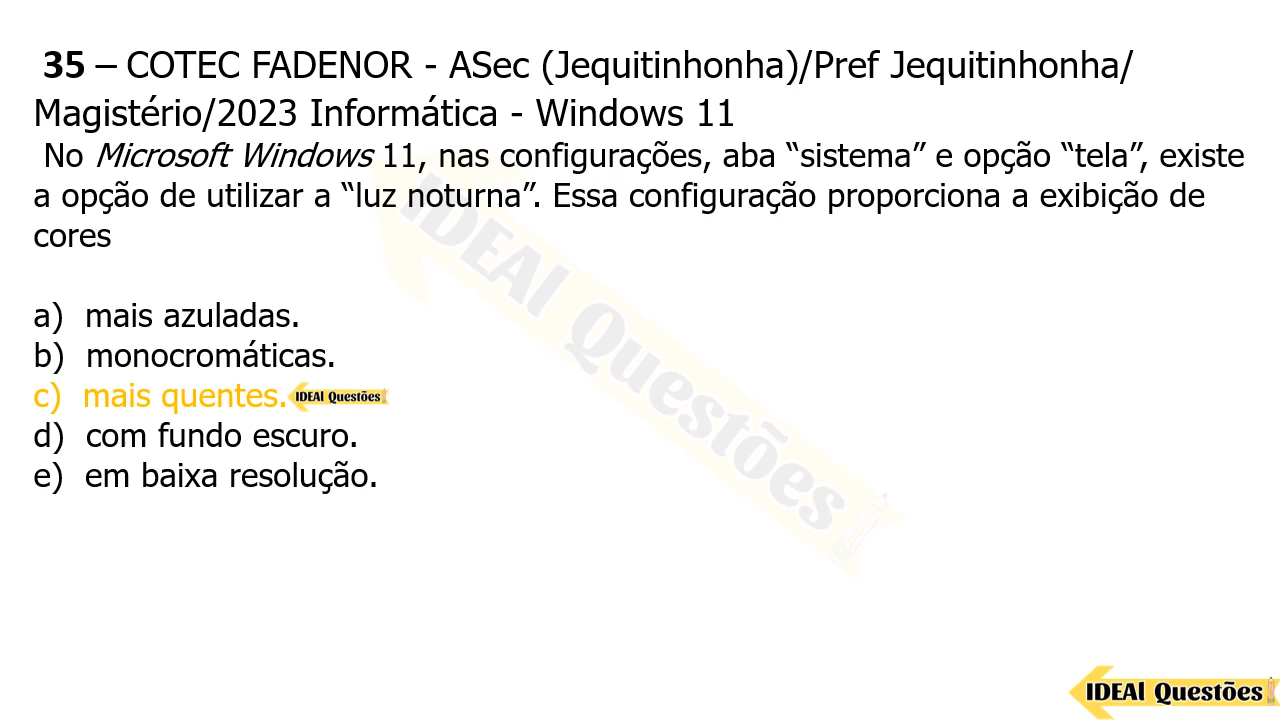 35 – COTEC FADENOR - ASec (Jequitinhonha)/Pref Jequitinhonha/
Magistério/2023 Informática - Windows 11
No Microsoft Windows 11, nas configurações, aba “sistema” e opção “tela”, existe
a opção de utilizar a “luz noturna”. Essa configuração proporciona a exibição de
cores
a) mais azuladas.
b) monocromáticas.
c) mais quentes. IDEAl Questões
d) com fundo escuro.
e) em baixa resolução.
IDEAl Questões
IDEAl Questões